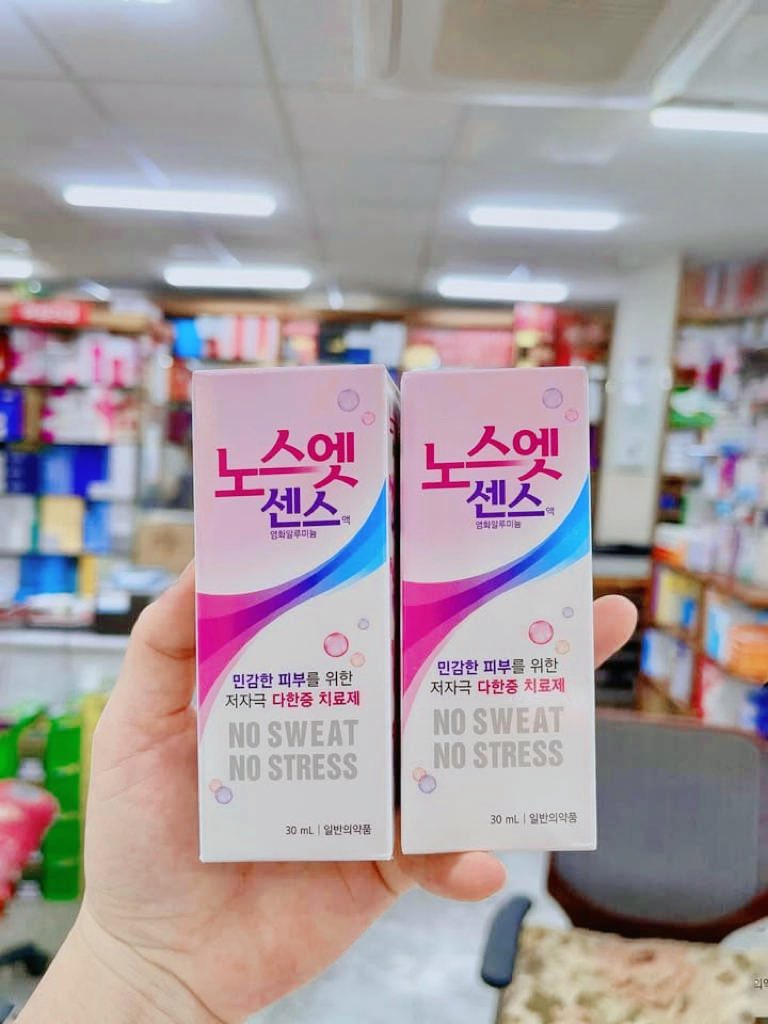 노스엣
센스액
염화알루미늄
민감한 피부를 위한
저자극 다한증 치료제
NO SWEAT
NO STRESS
30 mL | 일반의약품
노스엣
센스액
염화알루미늄
민감한 피부를 위한
저자극 다한증 치료제
NO SWEAT
NO STRESS
30 mL | 일반의약품